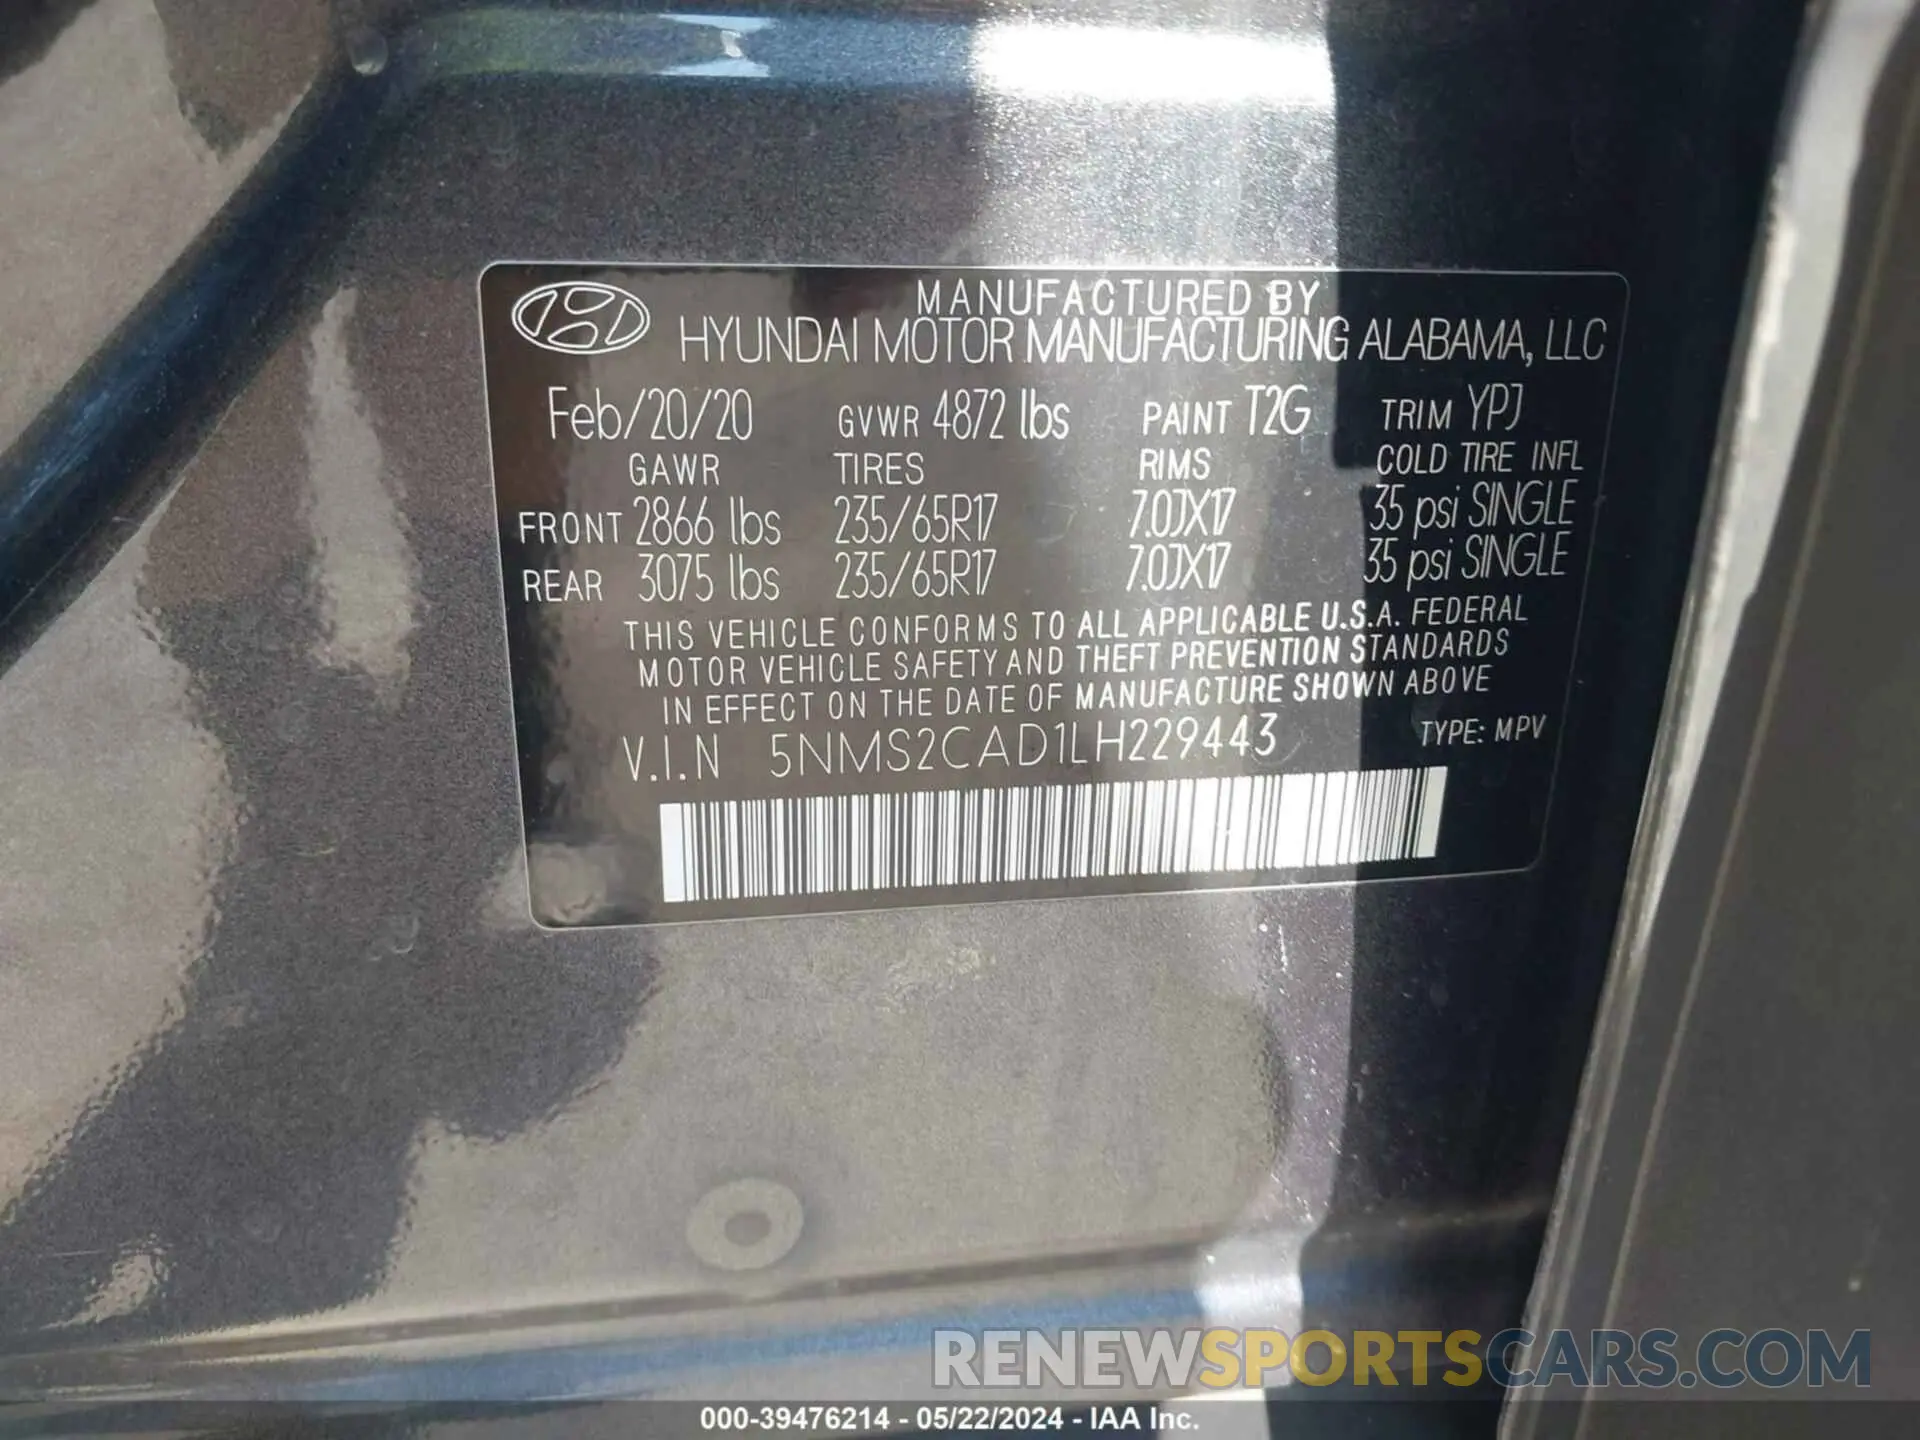 MANUFACTURED BY
HYUNDAI MOTOR MANUFACTURING ALABAMA, LLC
Feb/20/20 GVWR 4872 lbs PAINT T2G TRIM YPJ
GAWR TIRES RIMS COLD TIRE INFL
FRONT 2866 lbs 235/65R17 7.0JX17 35 psi SINGLE
REAR 3075 lbs 235/65R17 7.0JX17 35 psi SINGLE
THIS VEHICLE CONFORMS TO ALL APPLICABLE U.S.A. FEDERAL
MOTOR VEHICLE SAFETY AND THEFT PREVENTION STANDARDS
IN EFFECT ON THE DATE OF MANUFACTURE SHOWN ABOVE
V.I.N 5NMS2CAD1LH229443 TYPE: MPV
RENEWSPORTSCARS.COM
000-39476214 - 05/22/2024 - IAA Inc.